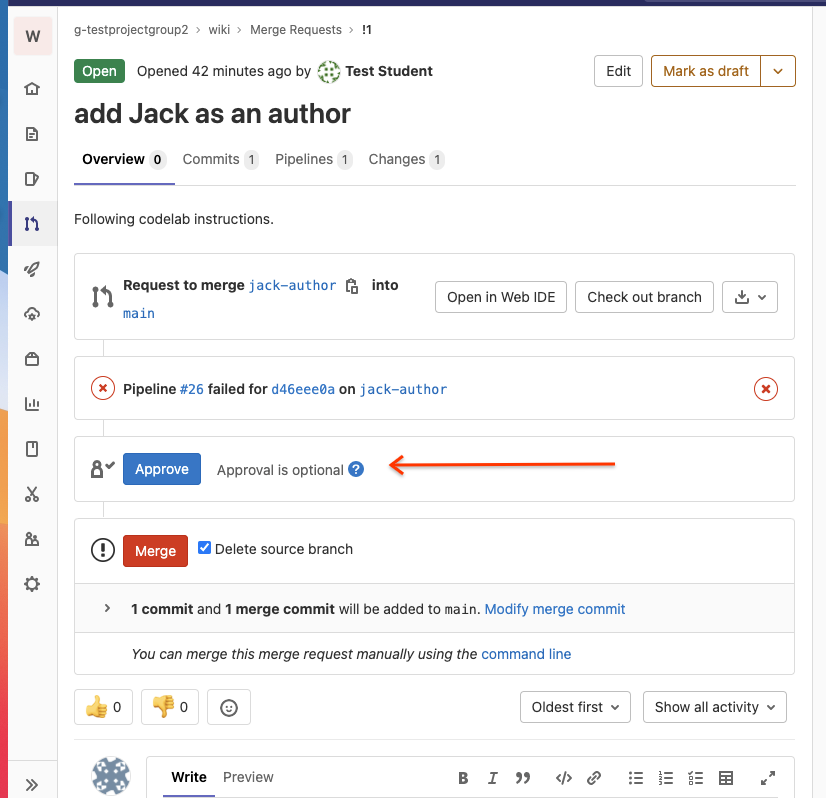 W
g-testprojectgroup2 > wiki > Merge Requests > !1
Open Opened 42 minutes ago by Test Student Edit Mark as draft
add Jack as an author
Overview 0 Commits 1 Pipelines 1 Changes 1
Following codelab instructions.
Request to merge jack-author into
main
Open in Web IDE Check out branch
Pipeline #26 failed for d46eee0a on jack-author
Approve Approval is optional ?
Merge Delete source branch
1 commit and 1 merge commit will be added to main. Modify merge commit
You can merge this merge request manually using the command line
0 0 Oldest first Show all activity
Write Preview B I